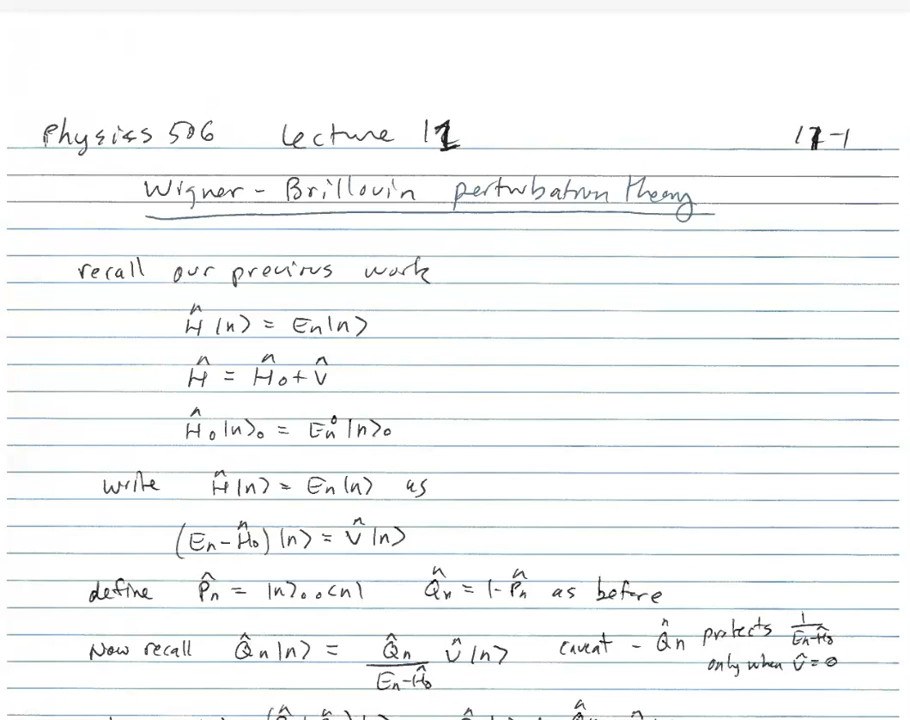 Physics 506 Lecture 11 11-1
Wigner - Brillouin perturbation theory
recall our previous work
Ĥ |n> = En|n>
Ĥ = Ĥ0 + V̂
Ĥ0|n>0 = En⁰ |n>0
write Ĥ|n> = En|n> as
(En - Ĥ0) |n> = V̂ |n>
define P̂n = |n>0 0<n| Q̂n = 1 - P̂n as before
Now recall Q̂n|n> = Q̂n/(En-Ĥ0) V̂ |n> caveat - Q̂n protects 1/(En-Ĥ0)
only when V̂ = 0